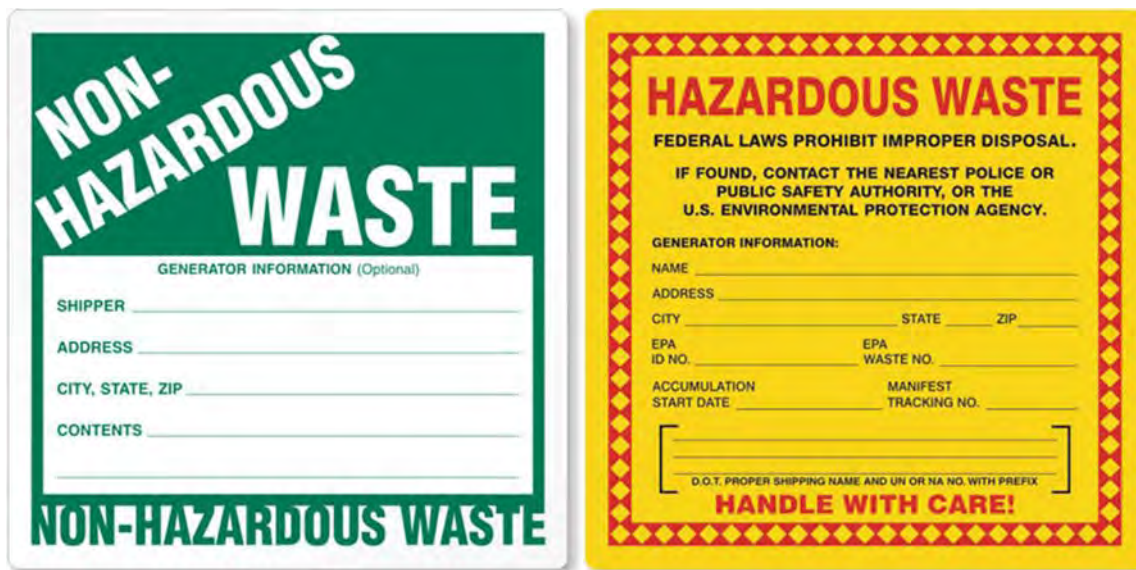 NON-
HAZARDOUS
WASTE
GENERATOR INFORMATION (Optional)
SHIPPER
ADDRESS
CITY, STATE, ZIP
CONTENTS
NON-HAZARDOUS WASTE
HAZARDOUS WASTE
FEDERAL LAWS PROHIBIT IMPROPER DISPOSAL.
IF FOUND, CONTACT THE NEAREST POLICE OR
PUBLIC SAFETY AUTHORITY, OR THE
U.S. ENVIRONMENTAL PROTECTION AGENCY.
GENERATOR INFORMATION:
NAME
ADDRESS
CITY STATE ZIP
EPA EPA
ID NO. WASTE NO.
ACCUMULATION MANIFEST
START DATE TRACKING NO.
D.O.T. PROPER SHIPPING NAME AND UN OR NA NO. WITH PREFIX
HANDLE WITH CARE!